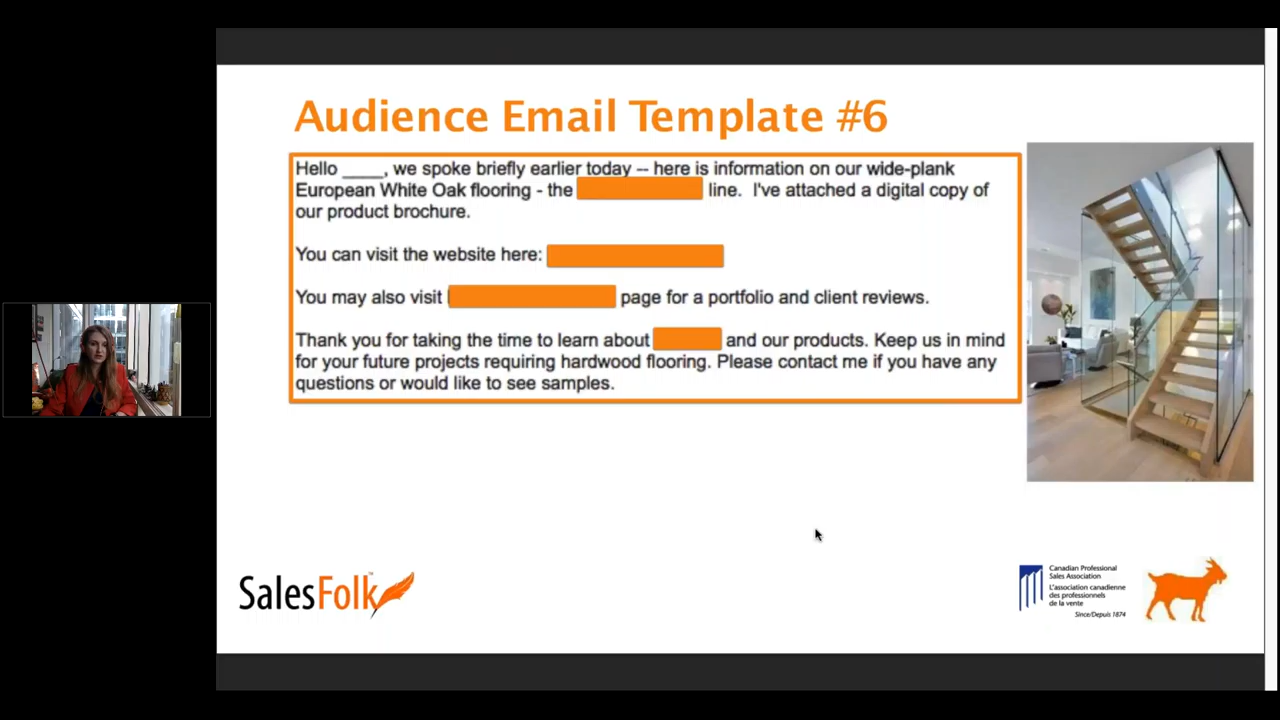 Audience Email Template #6
Hello ____, we spoke briefly earlier today -- here is information on our wide-plank
European White Oak flooring - the line. I've attached a digital copy of
our product brochure.
You can visit the website here:
You may also visit page for a portfolio and client reviews.
Thank you for taking the time to learn about and our products. Keep us in mind
for your future projects requiring hardwood flooring. Please contact me if you have any
questions or would like to see samples.
SalesFolk™
Canadian Professional
Sales Association
L'association canadienne
des professionnels
de la vente
Since/Depuis 1874